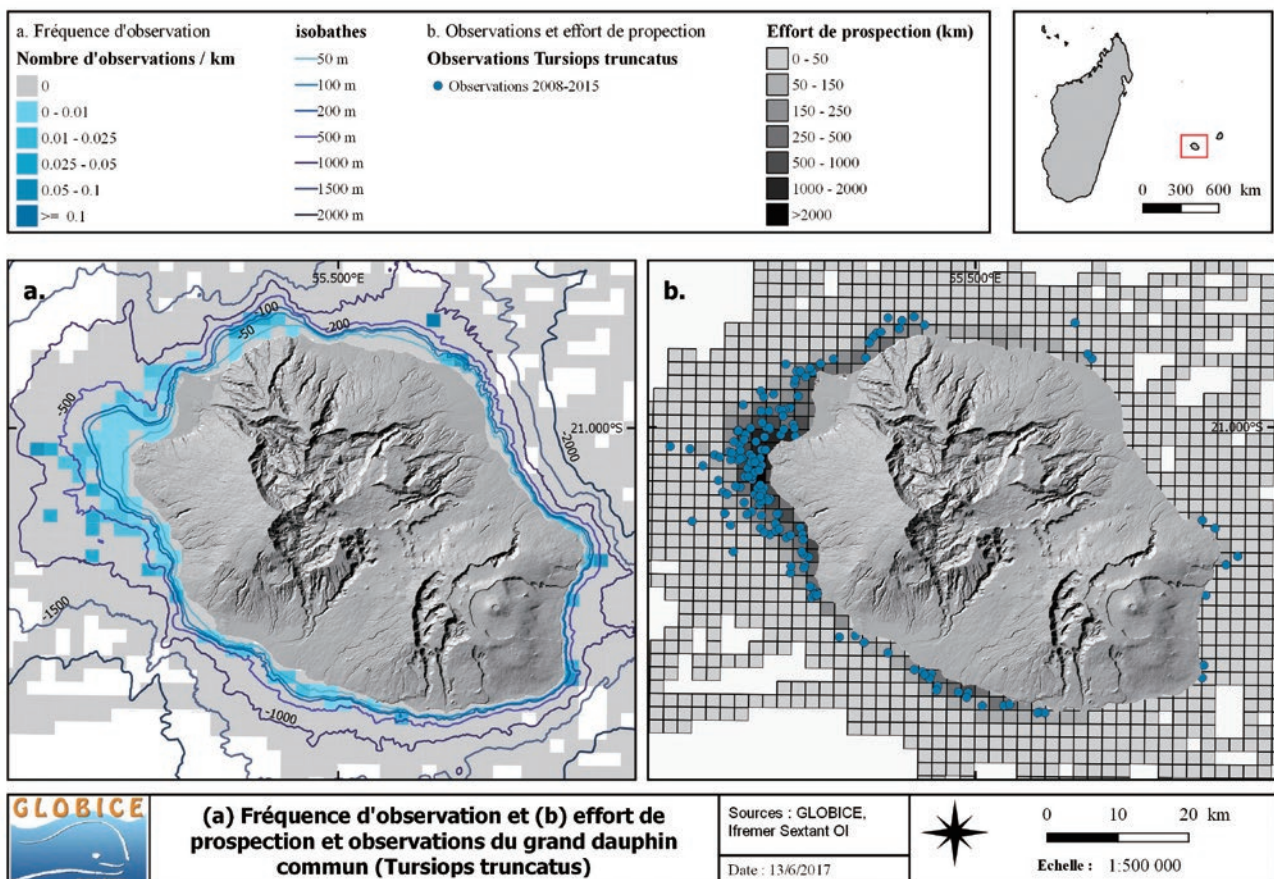 a. Fréquence d'observation
Nombre d'observations / km
0
0 - 0.01
0.01 - 0.025
0.025 - 0.05
0.05 - 0.1
>= 0.1
isobathes
50 m
100 m
200 m
500 m
1000 m
1500 m
2000 m
b. Observations et effort de propection
Observations Tursiops truncatus
Observations 2008-2015
Effort de prospection (km)
0 - 50
50 - 150
150 - 250
250 - 500
500 - 1000
1000 - 2000
>2000
0 300 600 km
a.
55.500°E
-100
-50
-200
-500
21.000°S
-2000
-1500
-1000
b.
55.500°E
21.000°S
GLOBICE
(a) Fréquence d'observation et (b) effort de
prospection et observations du grand dauphin
commun (Tursiops truncatus)
Sources : GLOBICE,
Ifremer Sextant OI
Date : 13/6/2017
0 10 20 km
Echelle : 1:500 000